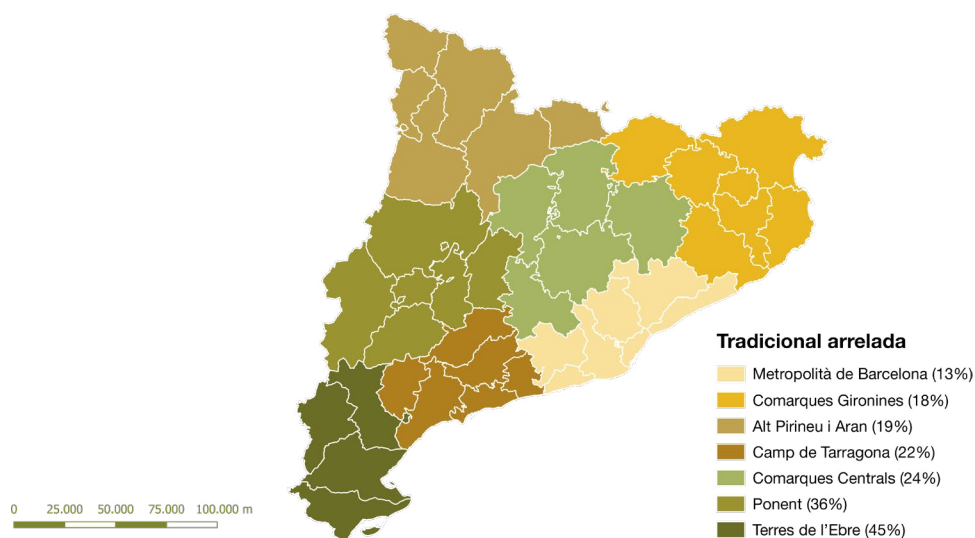 Tradicional arrelada
Metropolità de Barcelona (13%)
Comarques Gironines (18%)
Alt Pirineu i Aran (19%)
Camp de Tarragona (22%)
Comarques Centrals (24%)
Ponent (36%)
Terres de l'Ebre (45%)
0 25.000 50.000 75.000 100.000 m